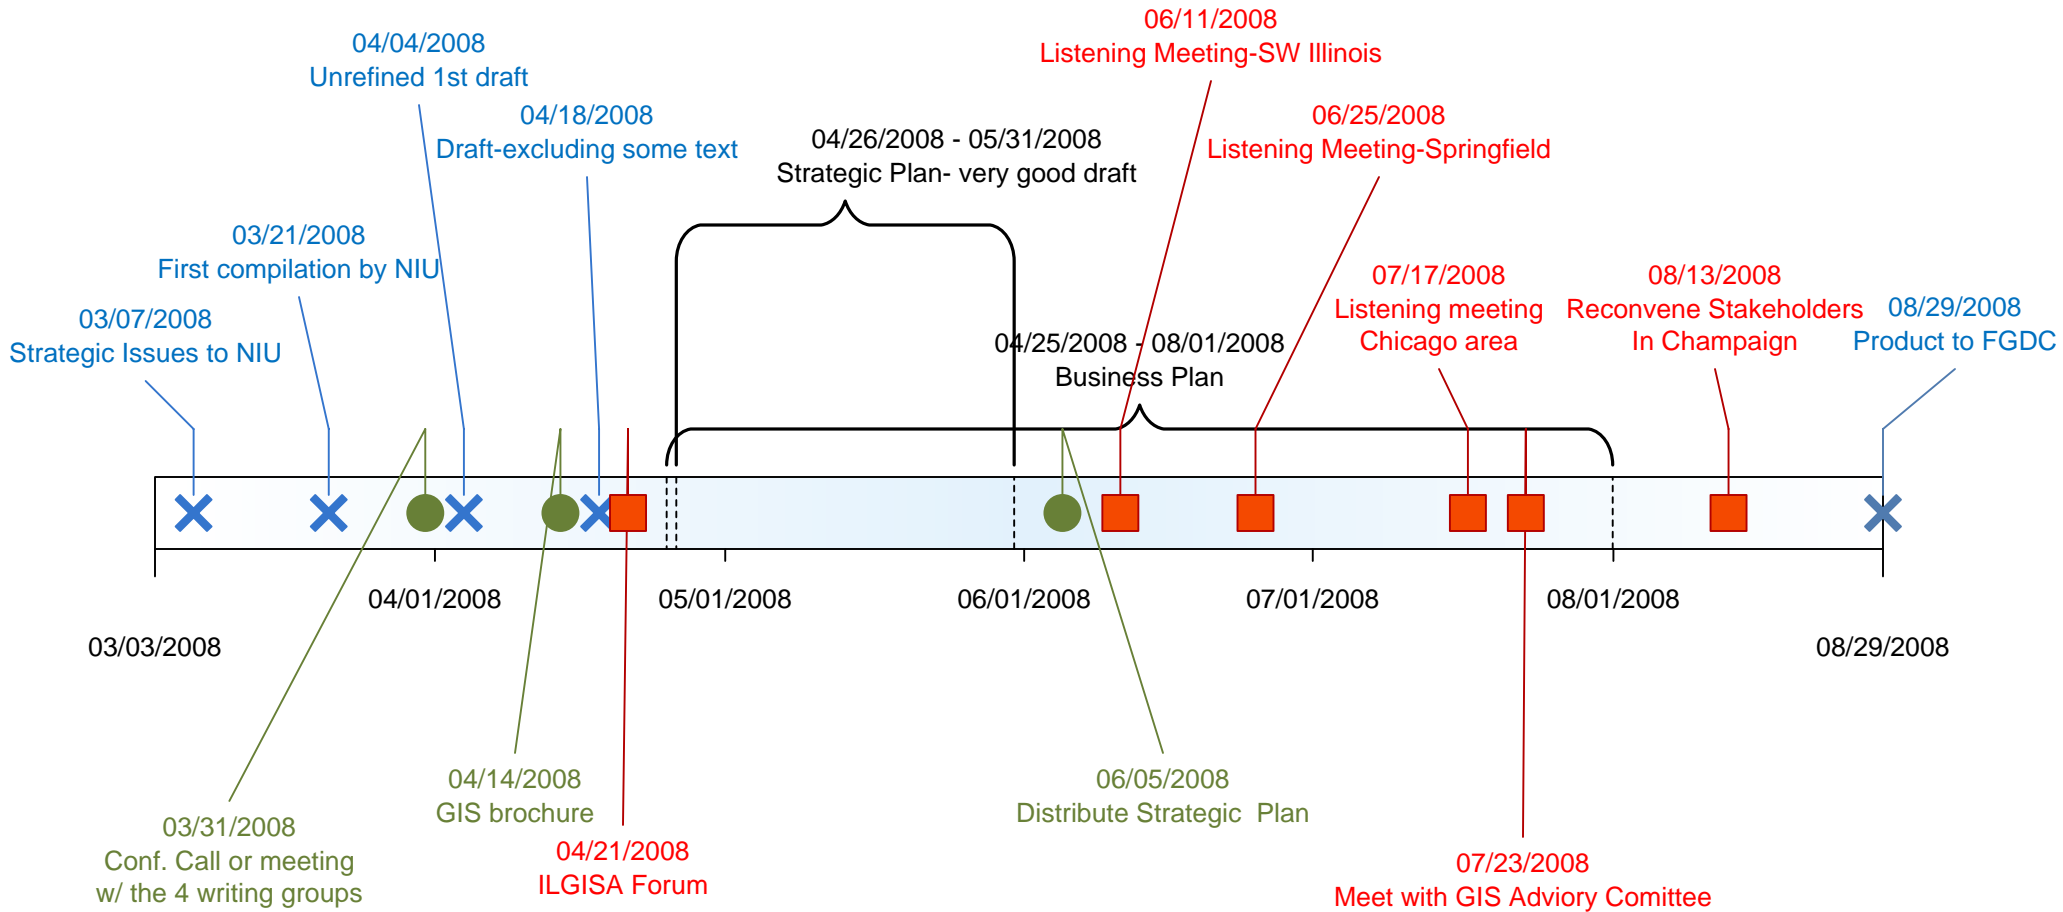 06/11/2008
Listening Meeting-SW Illinois
04/04/2008
Unrefined 1st draft
04/18/2008
Draft-excluding some text
04/26/2008 - 05/31/2008
Strategic Plan- very good draft
06/25/2008
Listening Meeting-Springfield
03/21/2008
First compilation by NIU
03/07/2008
Strategic Issues to NIU
04/25/2008 - 08/01/2008
Business Plan
07/17/2008
Listening meeting
Chicago area
08/13/2008
Reconvene Stakeholders
In Champaign
08/29/2008
Product to FGDC
04/01/2008
05/01/2008
06/01/2008
07/01/2008
08/01/2008
03/03/2008
08/29/2008
03/31/2008
Conf. Call or meeting
w/ the 4 writing groups
04/14/2008
GIS brochure
04/21/2008
ILGISA Forum
06/05/2008
Distribute Strategic  Plan
07/23/2008
Meet with GIS Adviory Comittee